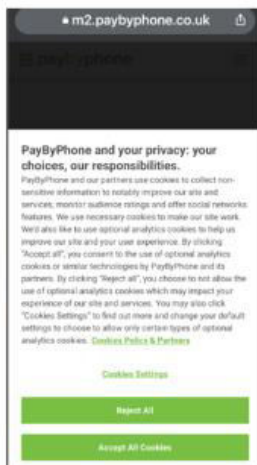 m2.paybyphone.co.uk
paybyphone
PayByPhone and your privacy: your
choices, our responsibilities.
PayByPhone and our partners use cookies to collect non-
sensitive information to notably improve our site and
services, monitor audience ratings and offer social networks
features. We use necessary cookies to make our site work.
We'd also like to use optional analytics cookies to help us
improve our site and your user experience. By clicking
"Accept all", you consent to the use of optional analytics
cookies or similar technologies by PayByPhone and its
partners. By clicking "Reject all", you choose to not allow the
use of optional analytics cookies which may impact your
experience of our site and services. You may also click
"Cookies Settings" to find out more and change your default
settings to choose to allow only certain types of optional
analytics cookies. Cookies Policy & Partners
Cookies Settings
Reject All
Accept All Cookies